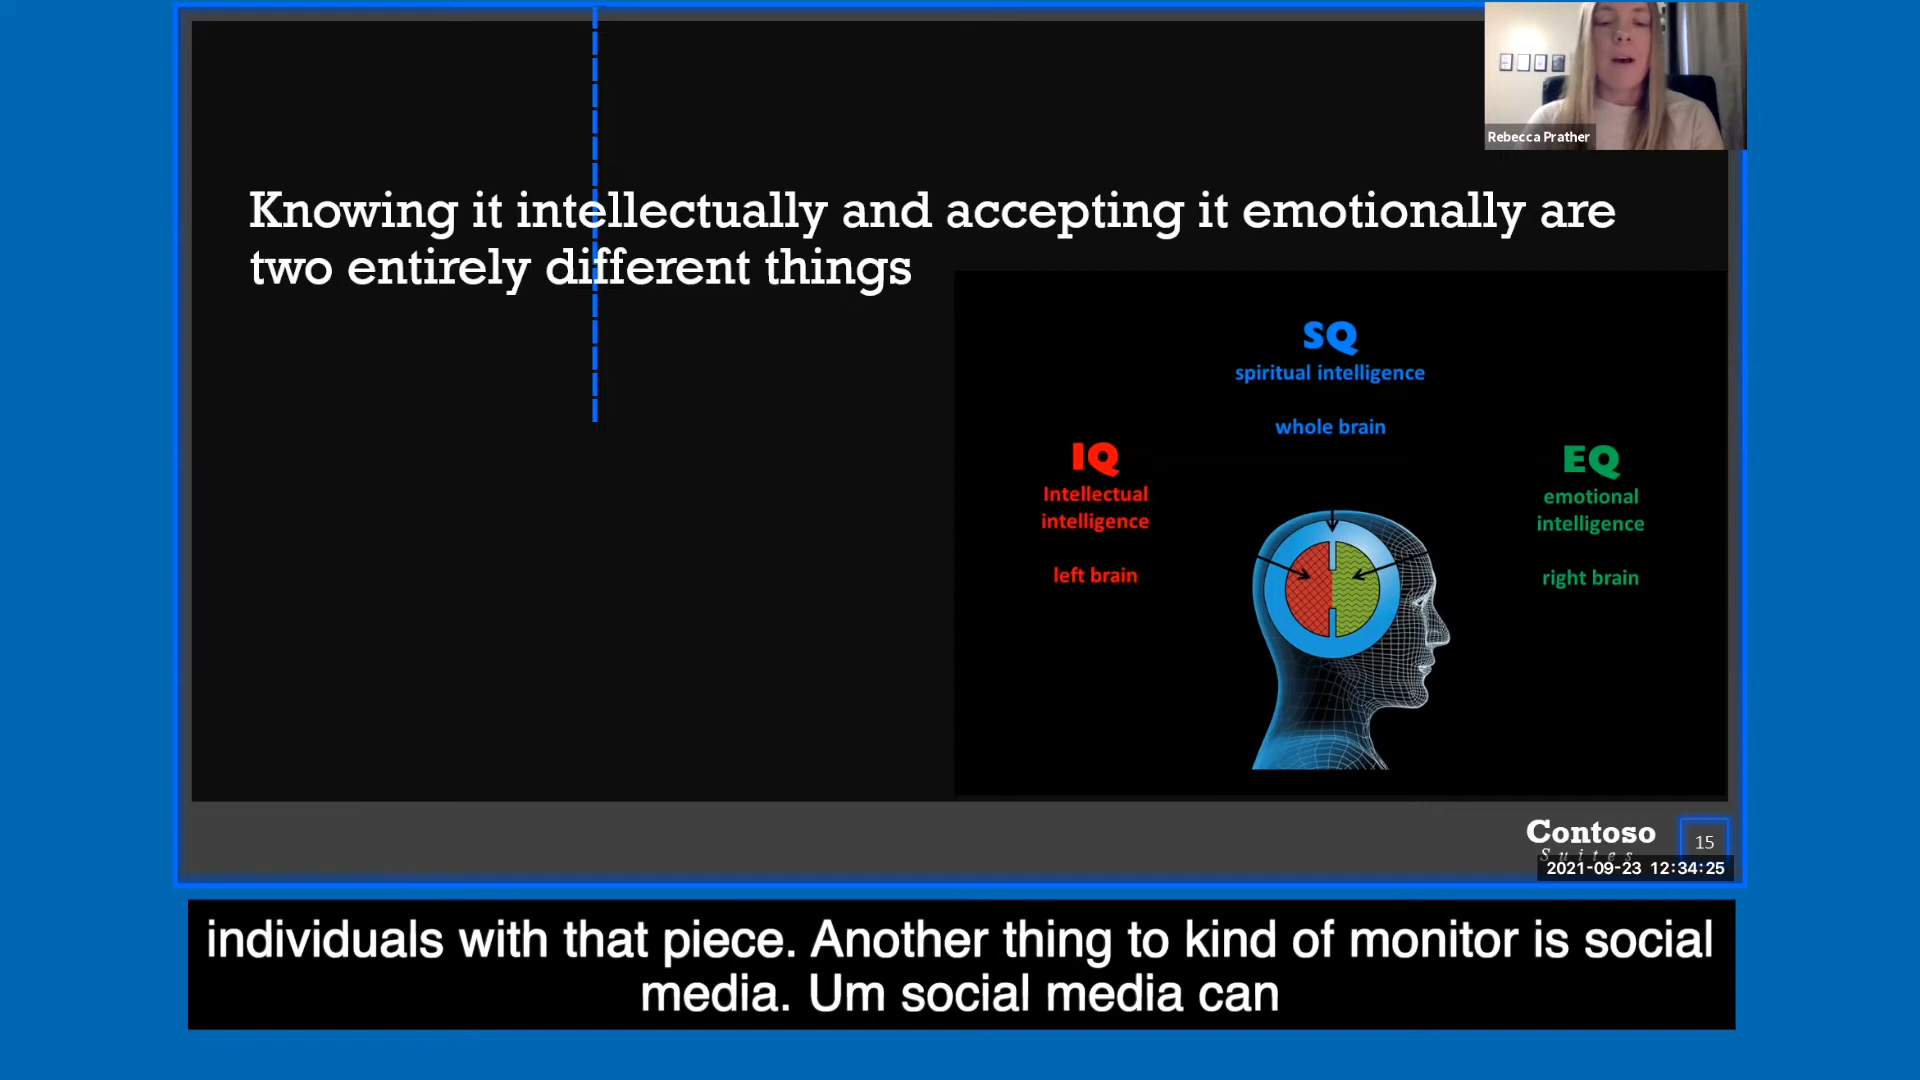 Rebecca Prather
Knowing it intellectually and accepting it emotionally are
two entirely different things
SQ
spiritual intelligence
whole brain
IQ
Intellectual
intelligence
left brain
EQ
emotional
intelligence
right brain
Contoso
Suites
15
2021-09-23 12:34:25
individuals with that piece. Another thing to kind of monitor is social
media. Um social media can